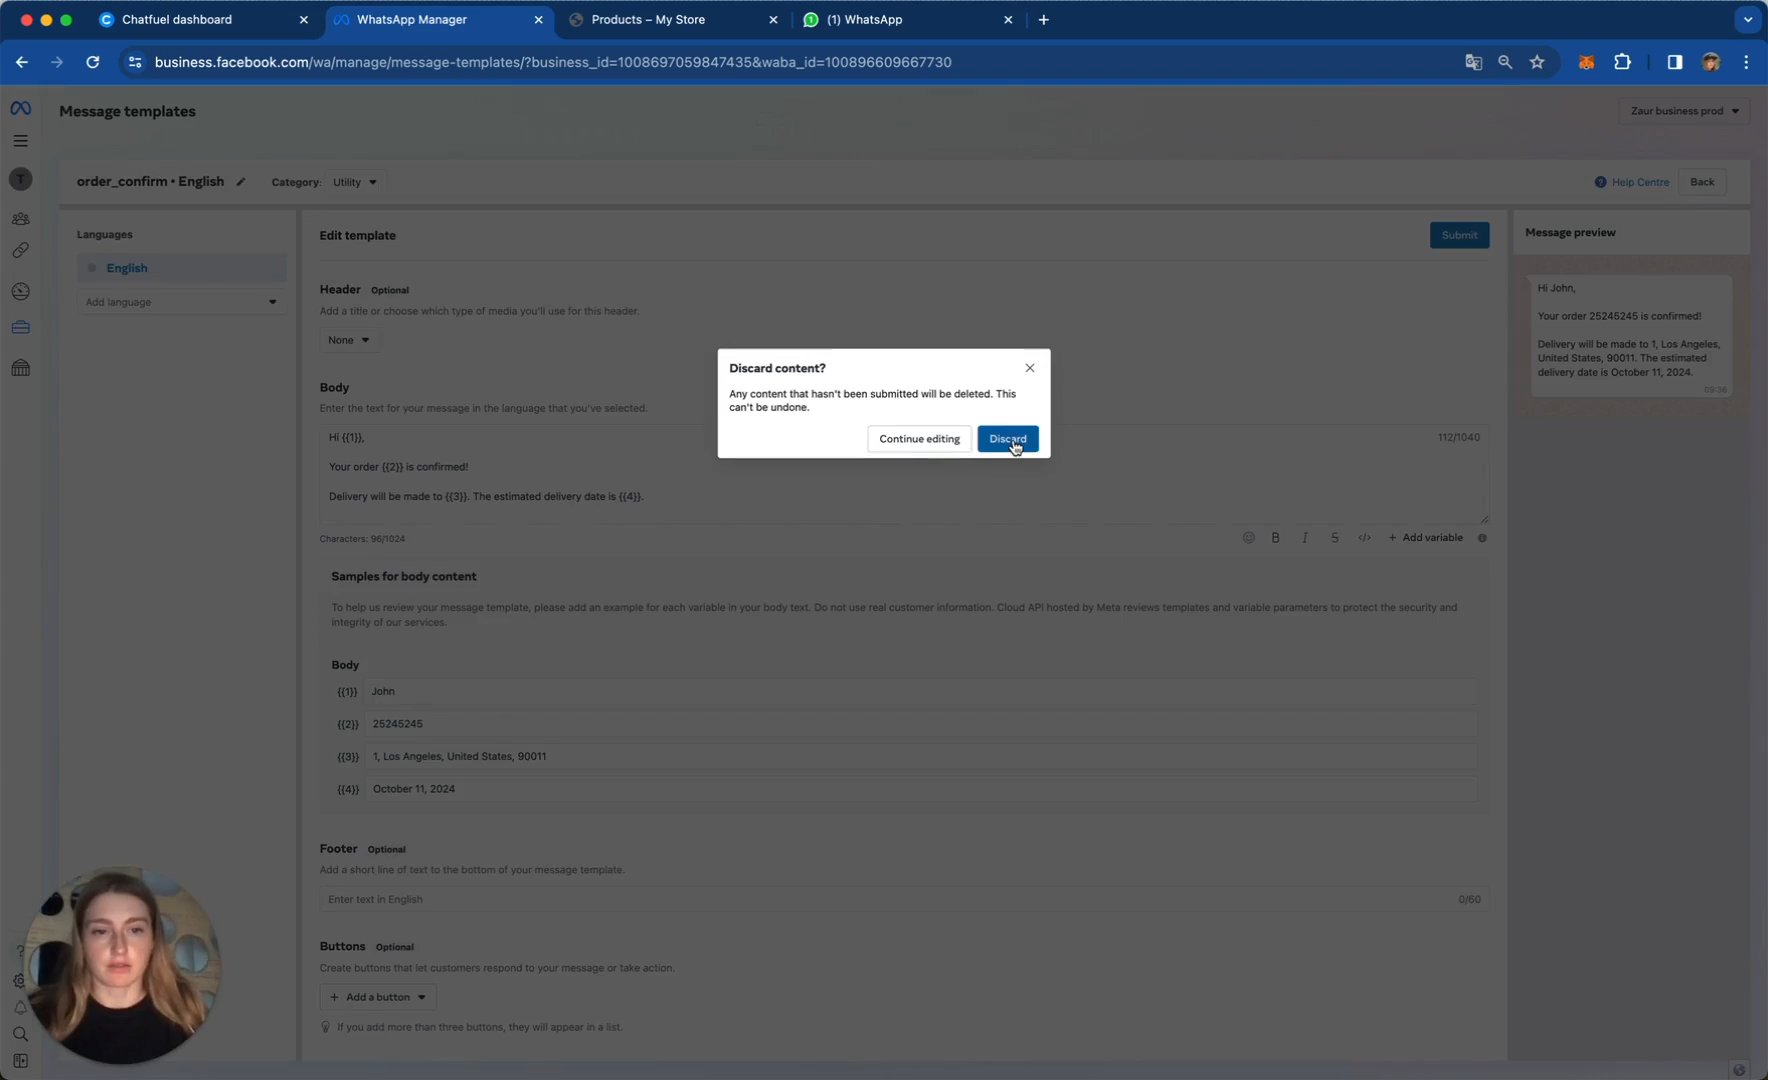 Chatfuel dashboard
WhatsApp Manager
Products – My Store
(1) WhatsApp
business.facebook.com/wa/manage/message-templates/?business_id=1008697059847435&waba_id=100896609667730
Message templates
Zaur business prod
T
order_confirm • English
Category: Utility
Help Centre
Back
Languages
English
Add language
Edit template
Submit
Header Optional
Add a title or choose which type of media you'll use for this header.
None
Body
Enter the text for your message in the language that you've selected.
Hi {{1}},
112/1040
Your order {{2}} is confirmed!
Delivery will be made to {{3}}. The estimated delivery date is {{4}}.
Characters: 96/1024
B I S </> + Add variable
Discard content?
Any content that hasn't been submitted will be deleted. This
can't be undone.
Continue editing
Discard
Message preview
Hi John,
Your order 25245245 is confirmed!
Delivery will be made to 1, Los Angeles,
United States, 90011. The estimated
delivery date is October 11, 2024.
09:36
Samples for body content
To help us review your message template, please add an example for each variable in your body text. Do not use real customer information. Cloud API hosted by Meta reviews templates and variable parameters to protect the security and
integrity of our services.
Body
{{1}} John
{{2}} 25245245
{{3}} 1, Los Angeles, United States, 90011
{{4}} October 11, 2024
Footer Optional
Add a short line of text to the bottom of your message template.
Enter text in English
0/60
Buttons Optional
Create buttons that let customers respond to your message or take action.
+ Add a button
If you add more than three buttons, they will appear in a list.